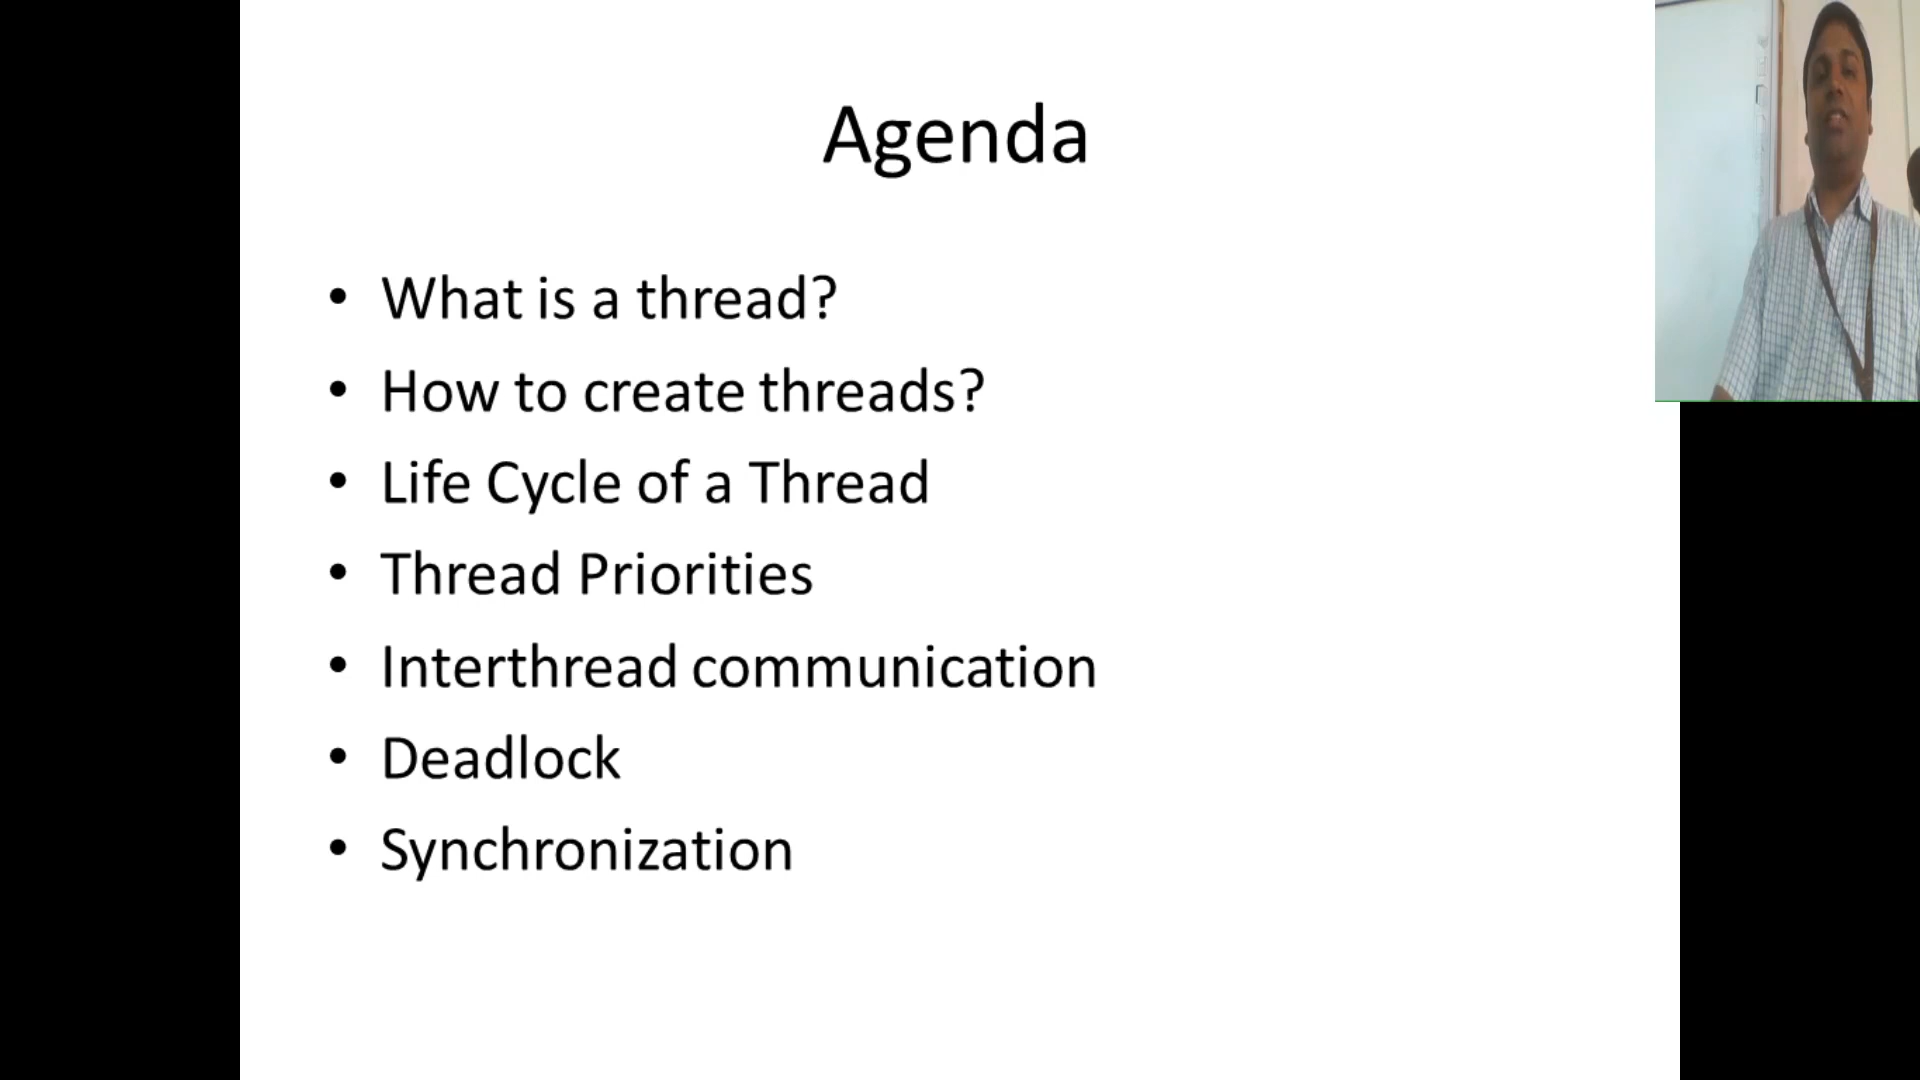 Agenda
• What is a thread?
• How to create threads?
• Life Cycle of a Thread
• Thread Priorities
• Interthread communication
• Deadlock
• Synchronization